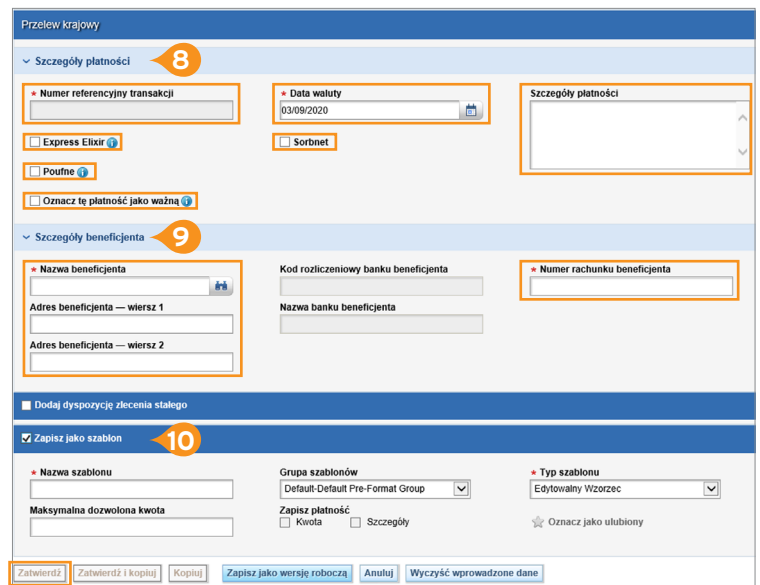 Przelew krajowy
Szczegóły płatności 8
* Numer referencyjny transakcji
* Data waluty
Szczegóły płatności
03/09/2020
Express Elixir
Sorbnet
Poufne
Oznacz tę płatność jako ważną
Szczegóły beneficjenta 9
* Nazwa beneficjenta
Kod rozliczeniowy banku beneficjenta
* Numer rachunku beneficjenta
Adres beneficjenta — wiersz 1
Nazwa banku beneficjenta
Adres beneficjenta — wiersz 2
Dodaj dyspozycję zlecenia stałego
Zapisz jako szablon 10
* Nazwa szablonu
Grupa szablonów
* Typ szablonu
Default-Default Pre-Format Group
Edytowalny Wzorzec
Maksymalna dozwolona kwota
Zapisz płatność
Kwota
Szczegóły
Oznacz jako ulubiony
Zatwierdź
Zatwierdź i kopiuj
Kopiuj
Zapisz jako wersję roboczą
Anuluj
Wyczyść wprowadzone dane